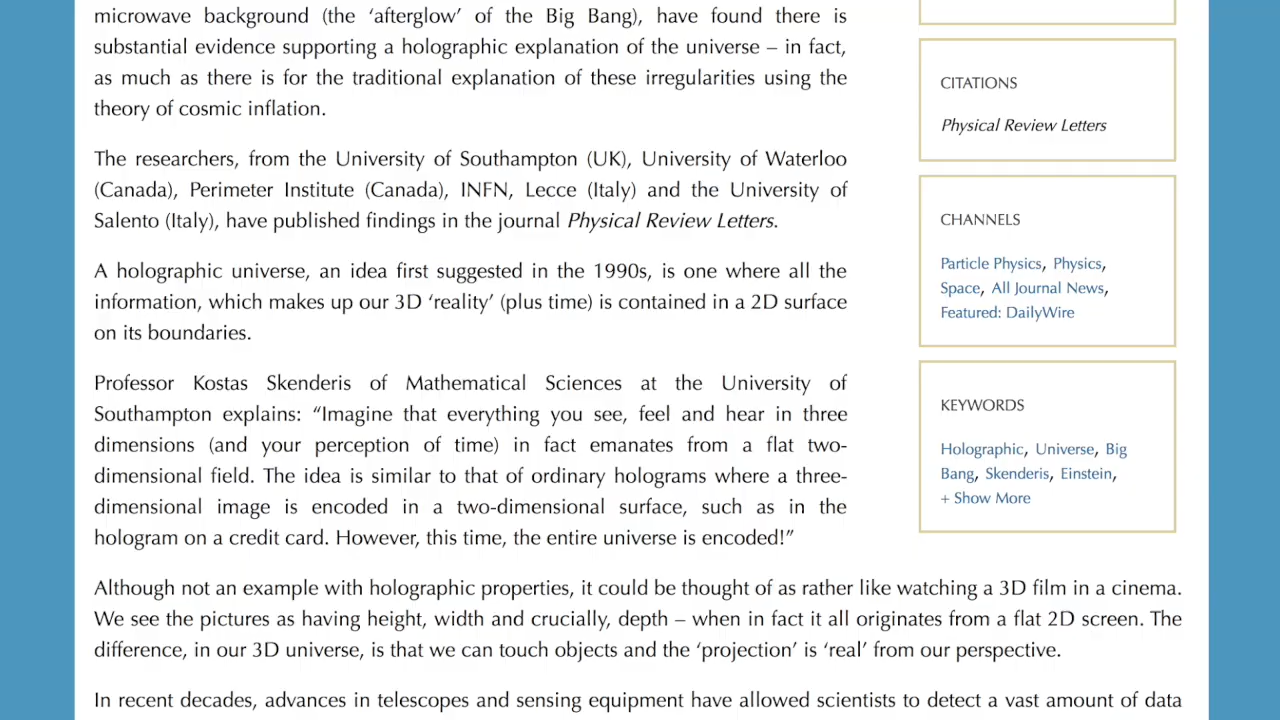 microwave background (the ‘afterglow’ of the Big Bang), have found there is
substantial evidence supporting a holographic explanation of the universe – in fact,
as much as there is for the traditional explanation of these irregularities using the
theory of cosmic inflation.
The researchers, from the University of Southampton (UK), University of Waterloo
(Canada), Perimeter Institute (Canada), INFN, Lecce (Italy) and the University of
Salento (Italy), have published findings in the journal Physical Review Letters.
A holographic universe, an idea first suggested in the 1990s, is one where all the
information, which makes up our 3D ‘reality’ (plus time) is contained in a 2D surface
on its boundaries.
Professor Kostas Skenderis of Mathematical Sciences at the University of
Southampton explains: “Imagine that everything you see, feel and hear in three
dimensions (and your perception of time) in fact emanates from a flat two-
dimensional field. The idea is similar to that of ordinary holograms where a three-
dimensional image is encoded in a two-dimensional surface, such as in the
hologram on a credit card. However, this time, the entire universe is encoded!”
Although not an example with holographic properties, it could be thought of as rather like watching a 3D film in a cinema.
We see the pictures as having height, width and crucially, depth – when in fact it all originates from a flat 2D screen. The
difference, in our 3D universe, is that we can touch objects and the ‘projection’ is ‘real’ from our perspective.
In recent decades, advances in telescopes and sensing equipment have allowed scientists to detect a vast amount of data
CITATIONS
Physical Review Letters
CHANNELS
Particle Physics, Physics,
Space, All Journal News,
Featured: DailyWire
KEYWORDS
Holographic, Universe, Big
Bang, Skenderis, Einstein,
+ Show More